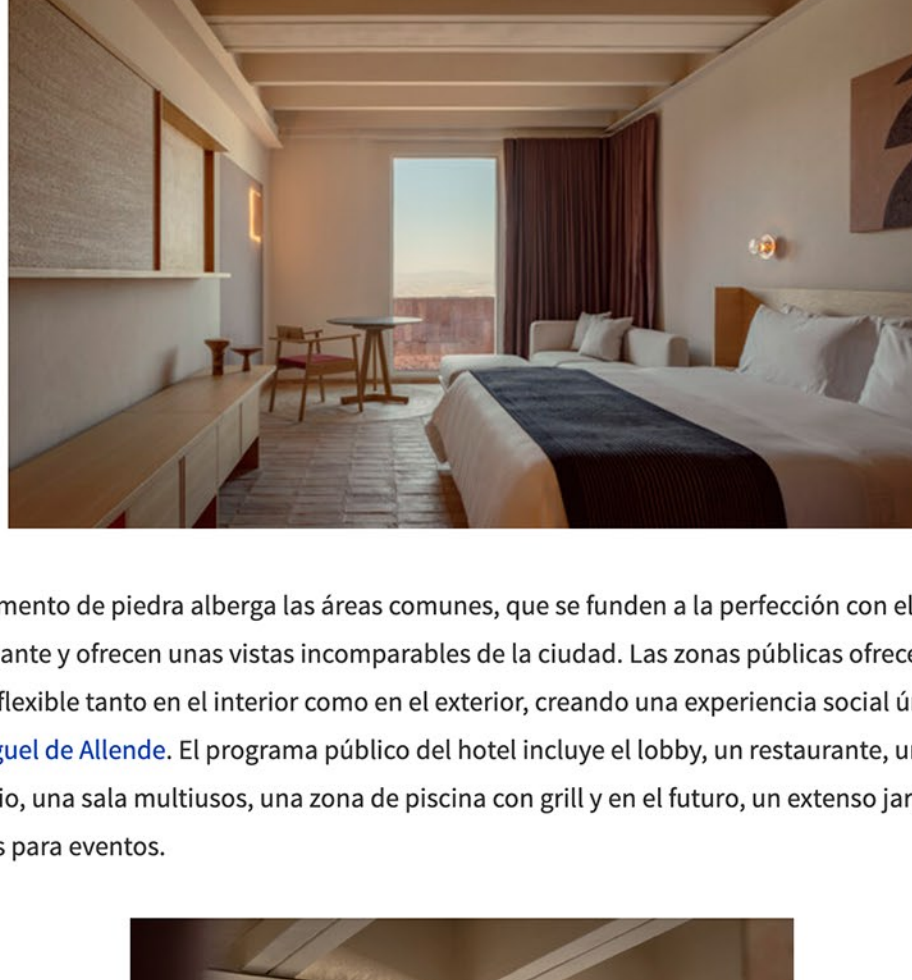 mento de piedra alberga las áreas comunes, que se funden a la perfección con el
ante y ofrecen unas vistas incomparables de la ciudad. Las zonas públicas ofrece
flexible tanto en el interior como en el exterior, creando una experiencia social ú
guel de Allende. El programa público del hotel incluye el lobby, un restaurante, u
io, una sala multiusos, una zona de piscina con grill y en el futuro, un extenso jar
s para eventos.